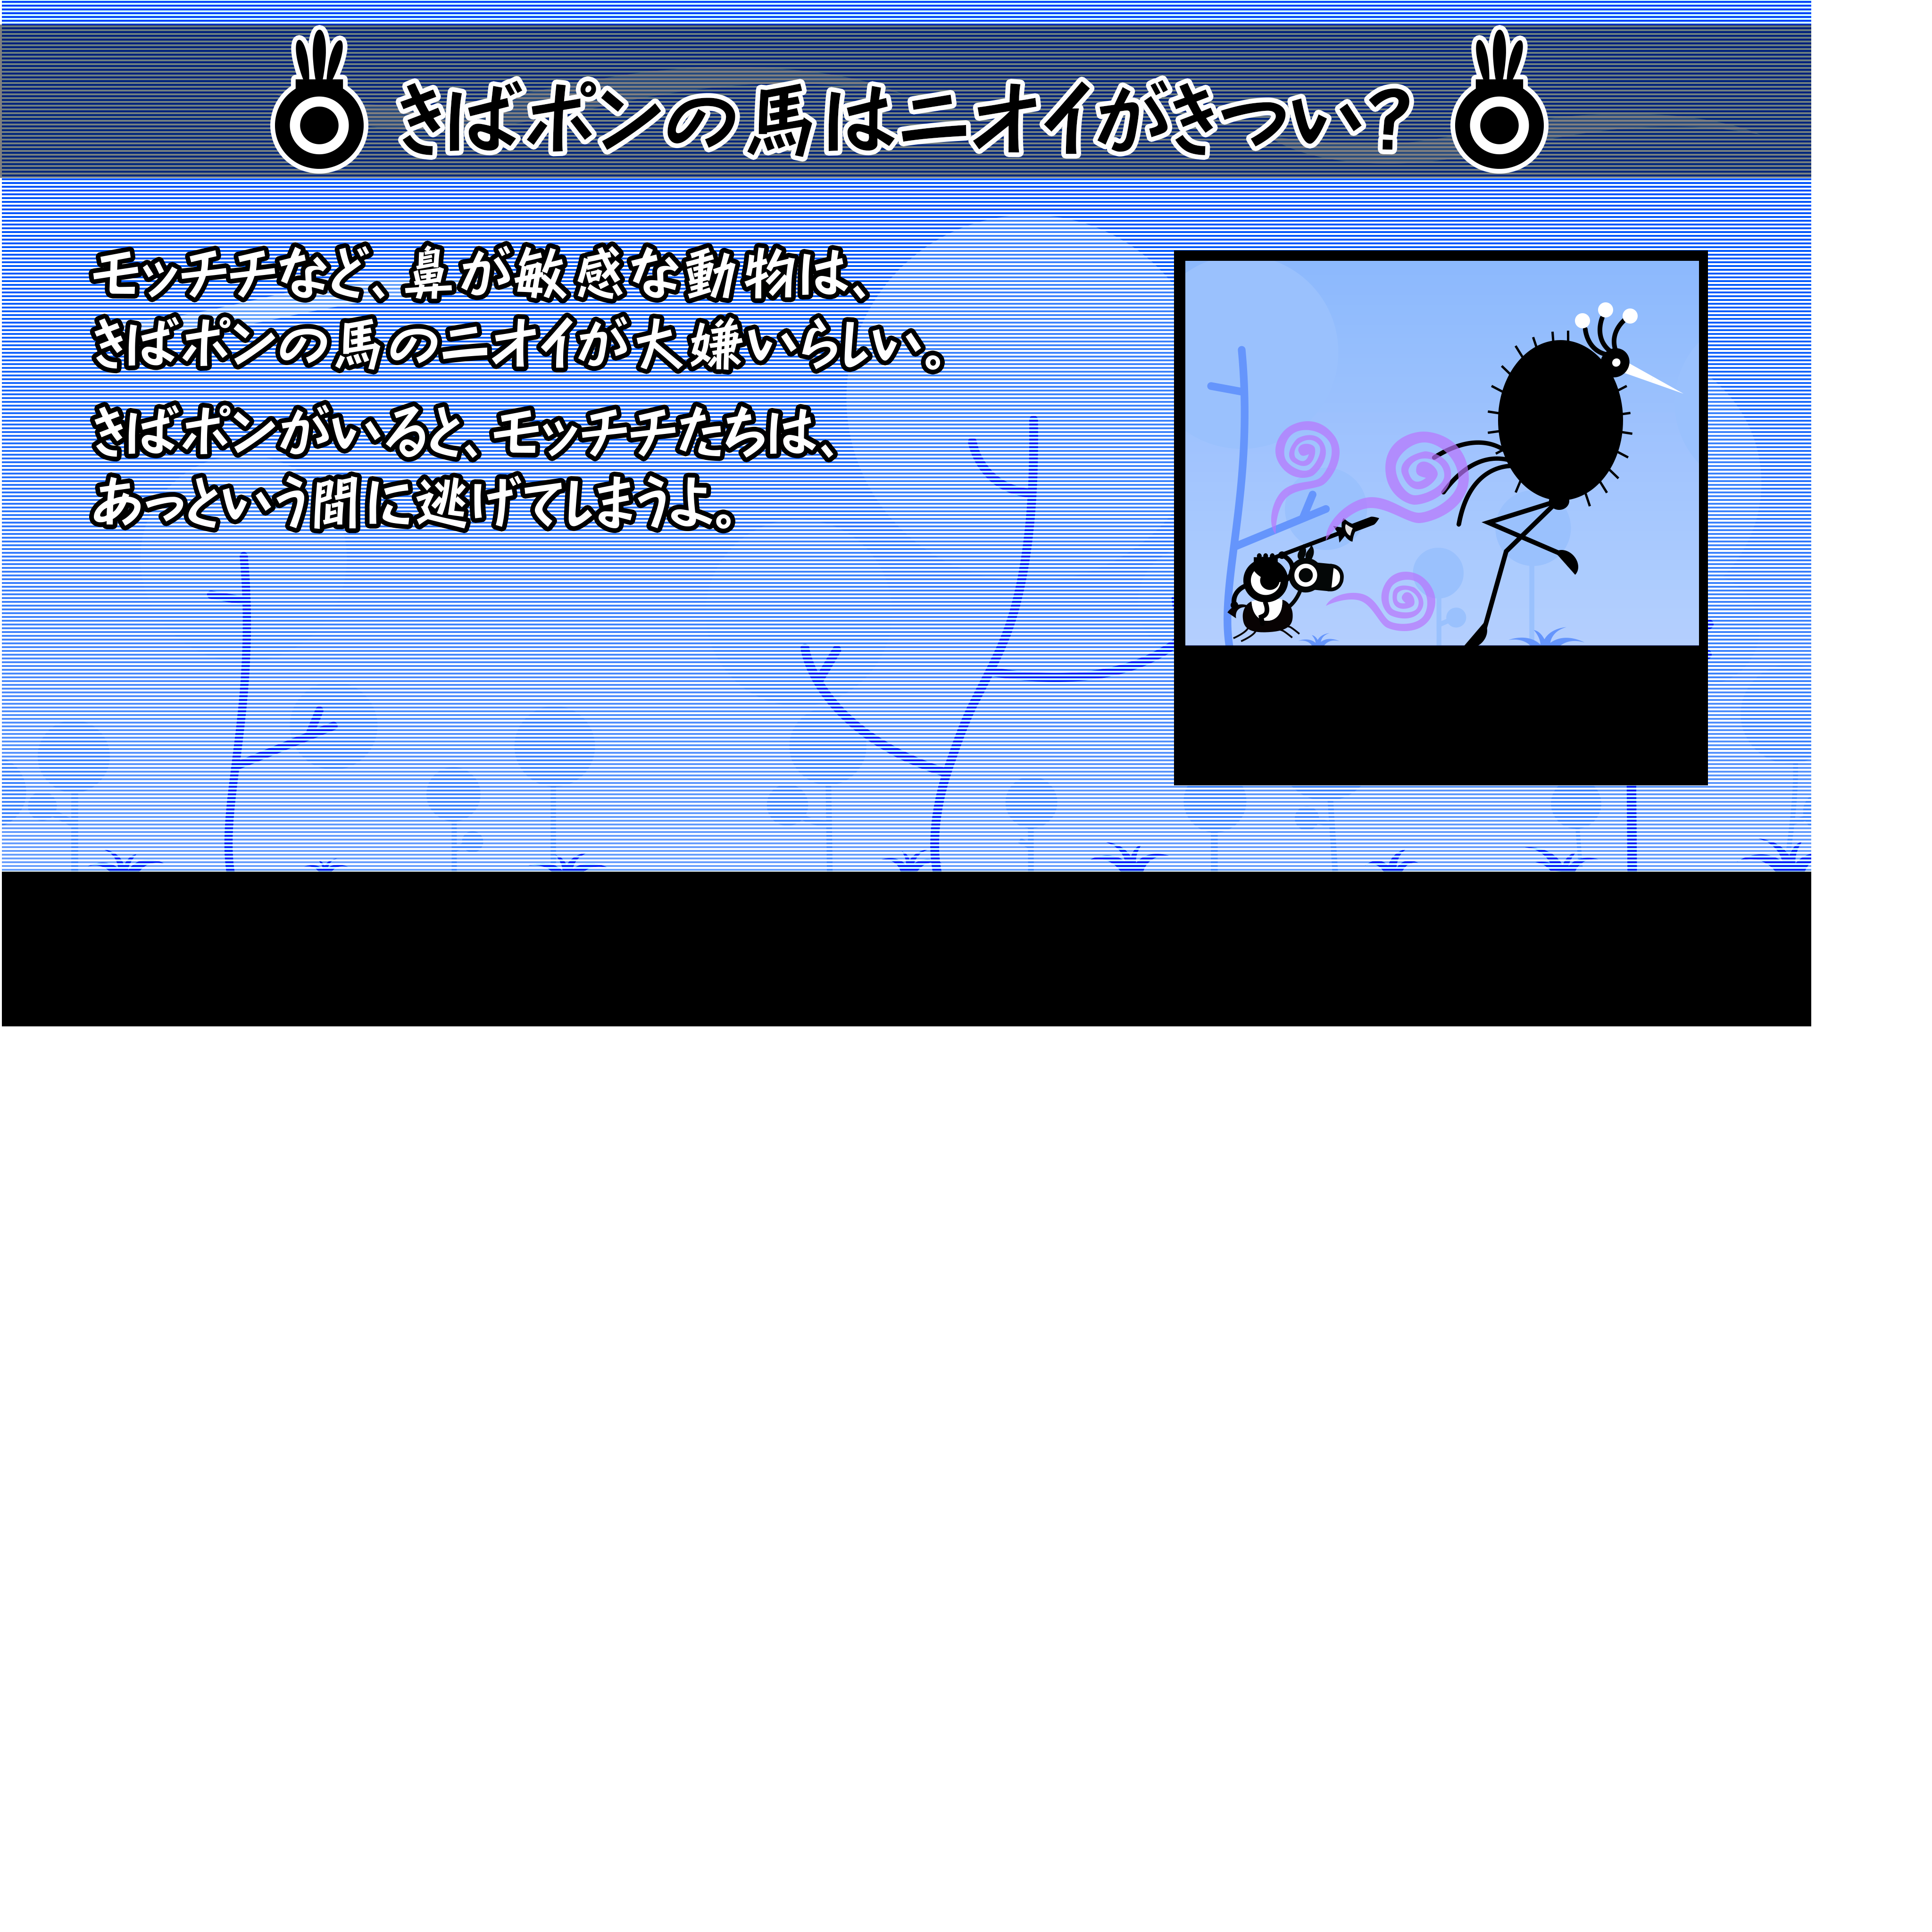 きばポンの馬はニオイがきつい？
モッチチなど、鼻が敏感な動物は、
きばポンの馬のニオイが大嫌いらしい。
きばポンがいると、モッチチたちは、
あっという間に逃げてしまうよ。